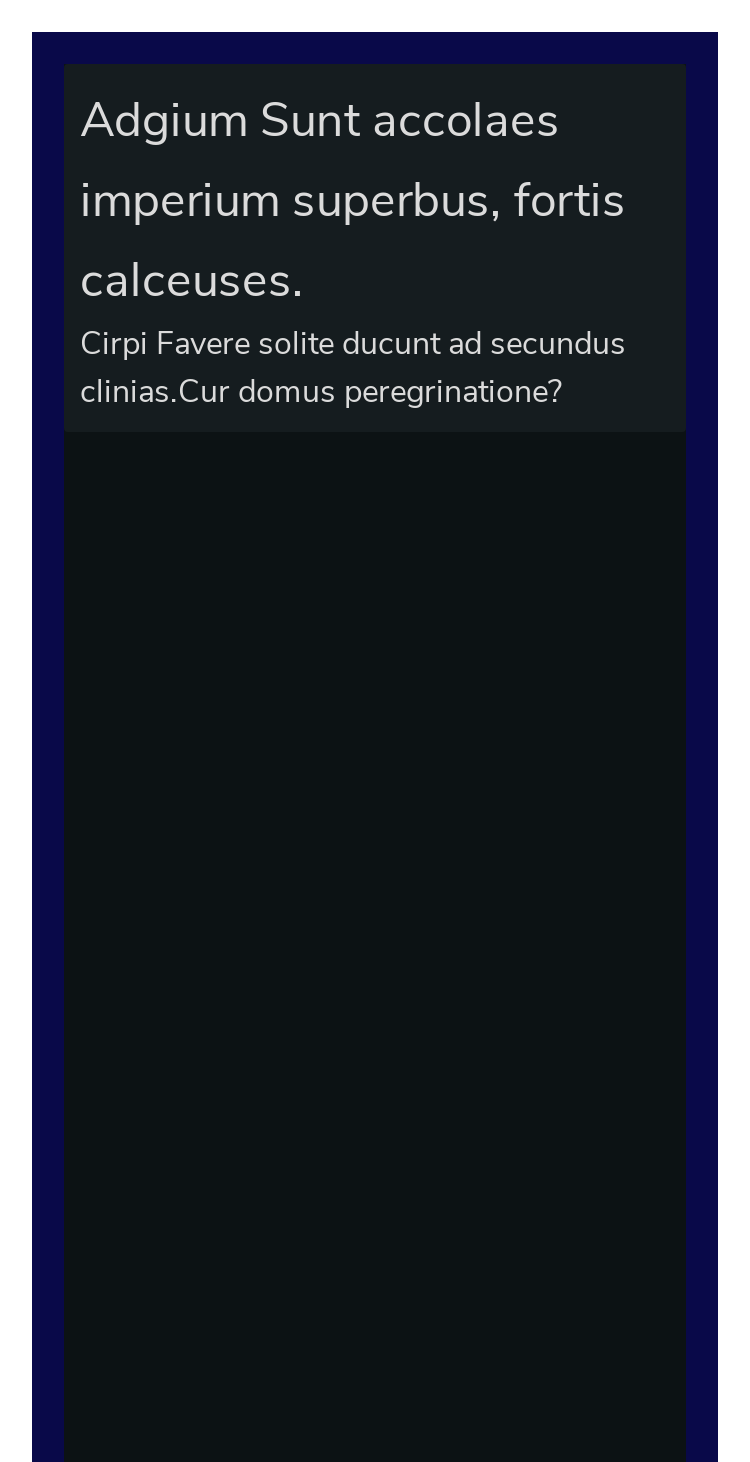 Adgium Sunt accolaes
imperium superbus, fortis
calceuses.
Cirpi Favere solite ducunt ad secundus
clinias.Cur domus peregrinatione?